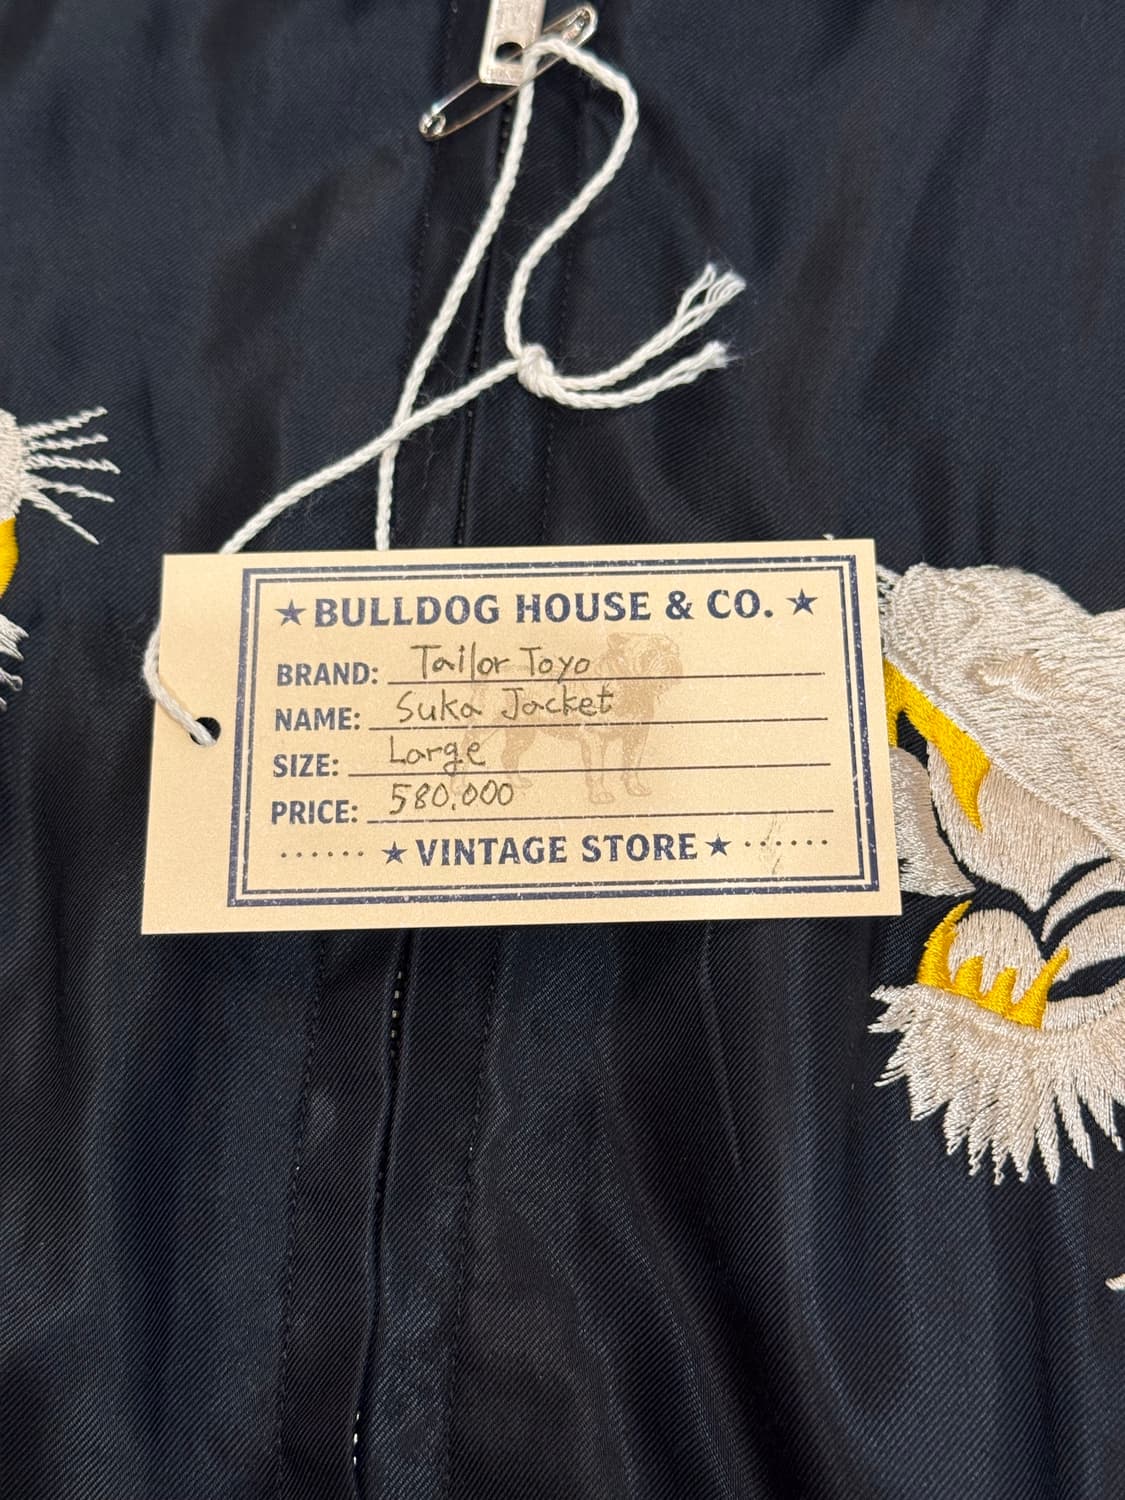 ★ BULLDOG HOUSE & CO. ★
BRAND: Tailor Toyo
NAME: Suka Jacket
SIZE: Large
PRICE: 580,000
······ ★ VINTAGE STORE ★ ······